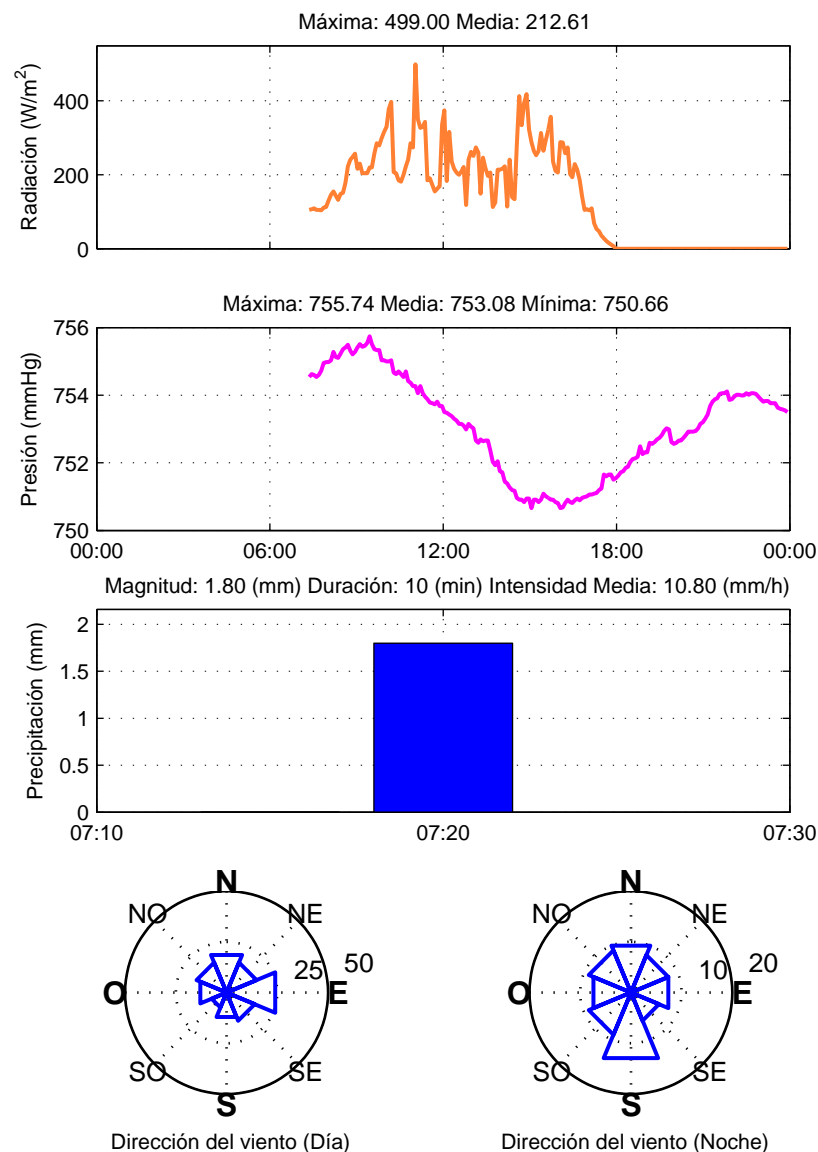 Máxima: 499.00 Media: 212.61
Radiación (W/m²)
400
200
0
Máxima: 755.74 Media: 753.08 Mínima: 750.66
Presión (mmHg)
756
754
752
750
00:00 06:00 12:00 18:00 00:00
Magnitud: 1.80 (mm) Duración: 10 (min) Intensidad Media: 10.80 (mm/h)
Precipitación (mm)
2
1.5
1
0.5
0
07:10 07:20 07:30
N N
NO NE NO NE
25 50 10 20
O E O E
SO SE SO SE
S S
Dirección del viento (Día) Dirección del viento (Noche)